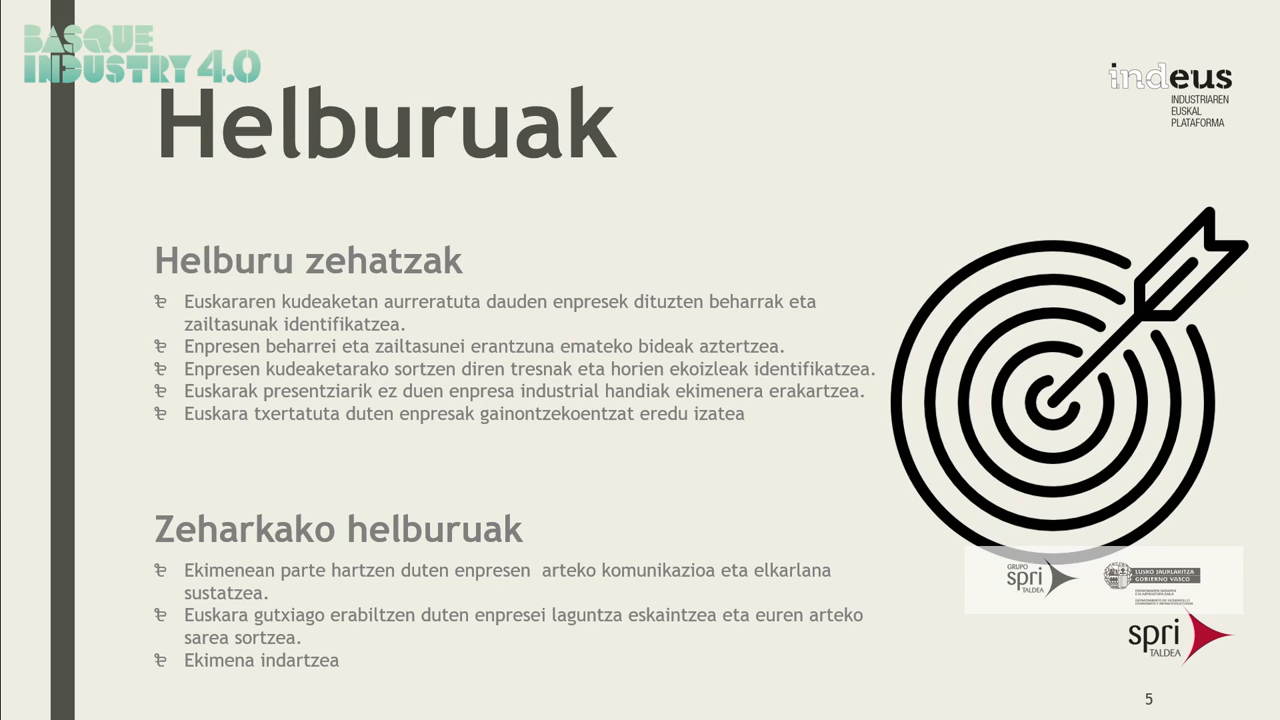 BASQUE
INDUSTRY 4.0
Helburuak
indeus
INDUSTRIAREN
EUSKAL
PLATAFORMA
Helburu zehatzak
Euskararen kudeaketan aurreratuta dauden enpresek dituzten beharrak eta
zailtasunak identifikatzea.
Enpresen beharrei eta zailtasunei erantzuna emateko bideak aztertzea.
Enpresen kudeaketarako sortzen diren tresnak eta horien ekoizleak identifikatzea.
Euskarak presentziarik ez duen enpresa industrial handiak ekimenera erakartzea.
Euskara txertatuta duten enpresak gainontzekoentzat eredu izatea
Zeharkako helburuak
Ekimenean parte hartzen duten enpresen arteko komunikazioa eta elkarlana
sustatzea.
Euskara gutxiago erabiltzen duten enpresei laguntza eskaintzea eta euren arteko
sarea sortzea.
Ekimena indartzea
GRUPO
spri
TALDEA
EUSKO JAURLARITZA
GOBIERNO VASCO
spri
TALDEA
5